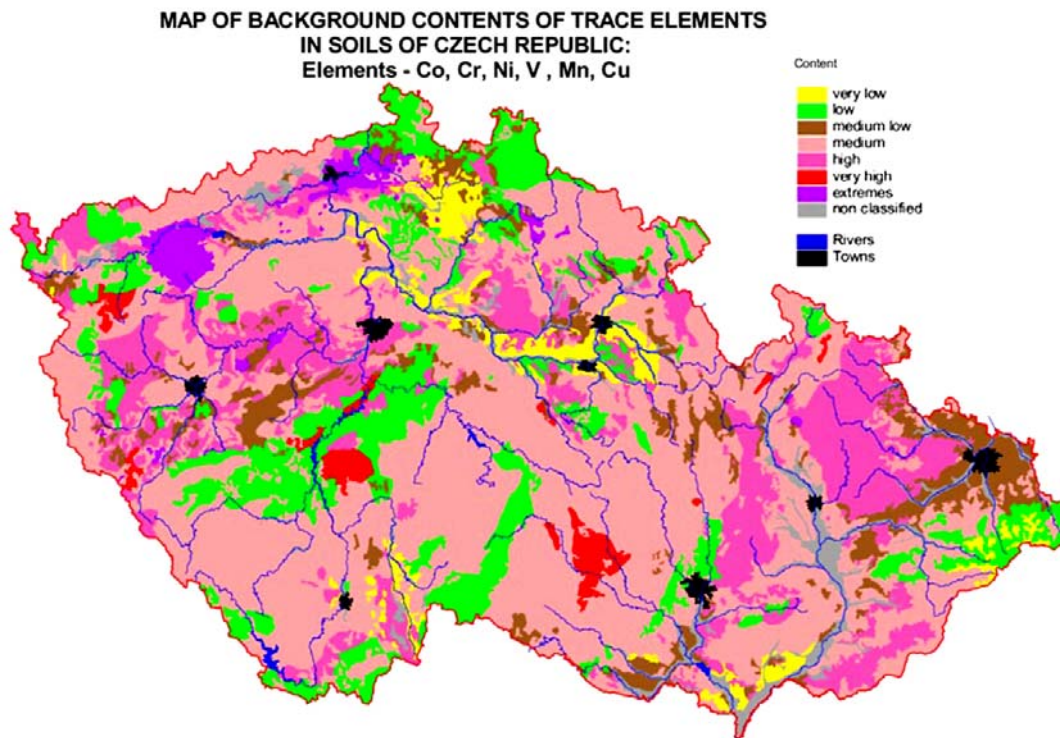 MAP OF BACKGROUND CONTENTS OF TRACE ELEMENTS
IN SOILS OF CZECH REPUBLIC:
Elements - Co, Cr, Ni, V , Mn, Cu
Content
very low
low
medium low
medium
high
very high
extremes
non classified
Rivers
Towns